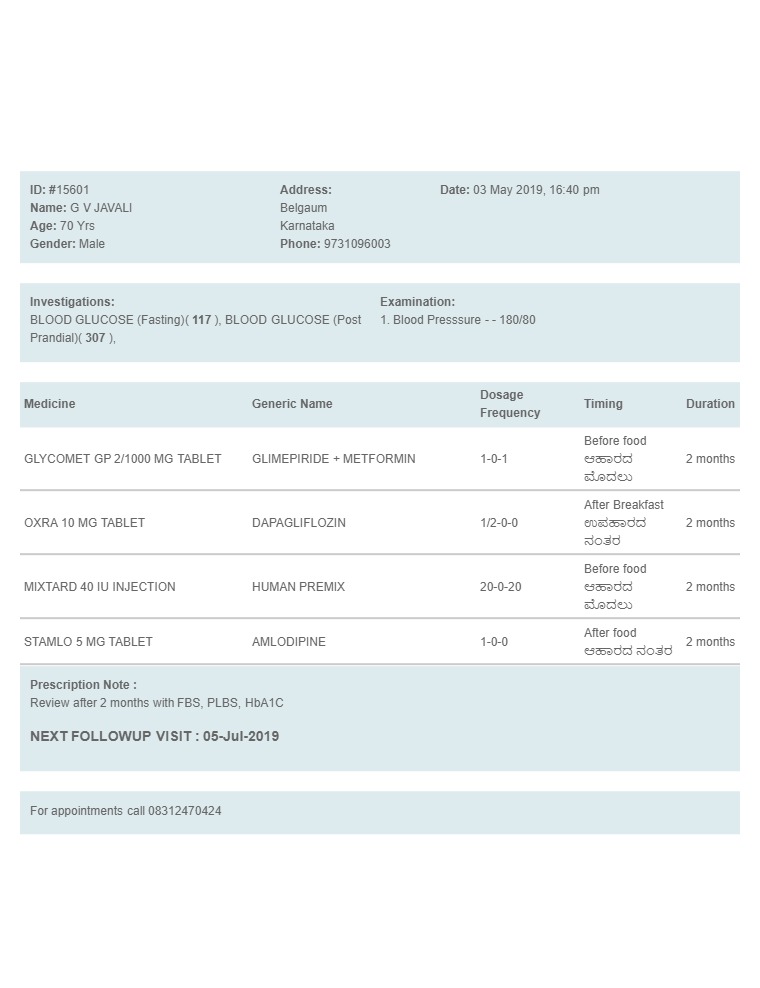 ID: #15601
Name: G V JAVALI
Age: 70 Yrs
Gender: Male
Address:
Belgaum
Karnataka
Phone: 9731096003
Date: 03 May 2019, 16:40 pm
Investigations:
BLOOD GLUCOSE (Fasting)( 117 ), BLOOD GLUCOSE (Post
Prandial)( 307 ),
Examination:
1. Blood Presssure - - 180/80
Medicine Generic Name Dosage Frequency Timing Duration
GLYCOMET GP 2/1000 MG TABLET GLIMEPIRIDE + METFORMIN 1-0-1 Before food ಆಹಾರದ ಮೊದಲು 2 months
OXRA 10 MG TABLET DAPAGLIFLOZIN 1/2-0-0 After Breakfast ಉಪಹಾರದ ನಂತರ 2 months
MIXTARD 40 IU INJECTION HUMAN PREMIX 20-0-20 Before food ಆಹಾರದ ಮೊದಲು 2 months
STAMLO 5 MG TABLET AMLODIPINE 1-0-0 After food ಆಹಾರದ ನಂತರ 2 months
Prescription Note :
Review after 2 months with FBS, PLBS, HbA1C
NEXT FOLLOWUP VISIT : 05-Jul-2019
For appointments call 08312470424